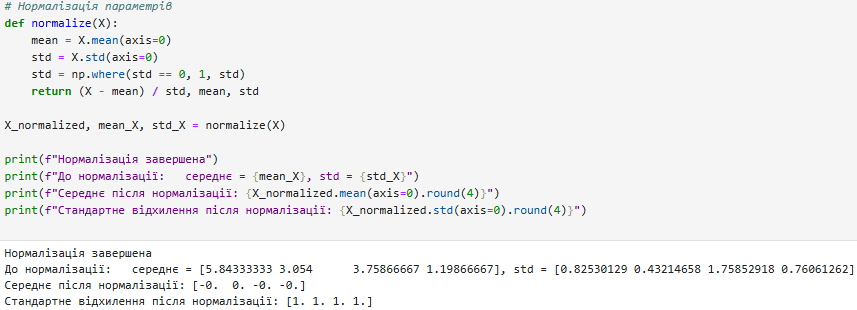 # Нормалізація параметрів
def normalize(X):
    mean = X.mean(axis=0)
    std = X.std(axis=0)
    std = np.where(std == 0, 1, std)
    return (X - mean) / std, mean, std

X_normalized, mean_X, std_X = normalize(X)

print(f"Нормалізація завершена")
print(f"До нормалізації:   середнє = {mean_X}, std = {std_X}")
print(f"Середнє після нормалізації: {X_normalized.mean(axis=0).round(4)}")
print(f"Стандартне відхилення після нормалізації: {X_normalized.std(axis=0).round(4)}")

Нормалізація завершена
До нормалізації:   середнє = [5.84333333 3.054      3.75866667 1.19866667], std = [0.82530129 0.43214658 1.75852918 0.76061262]
Середнє після нормалізації: [-0.  0. -0. -0.]
Стандартне відхилення після нормалізації: [1. 1. 1. 1.]